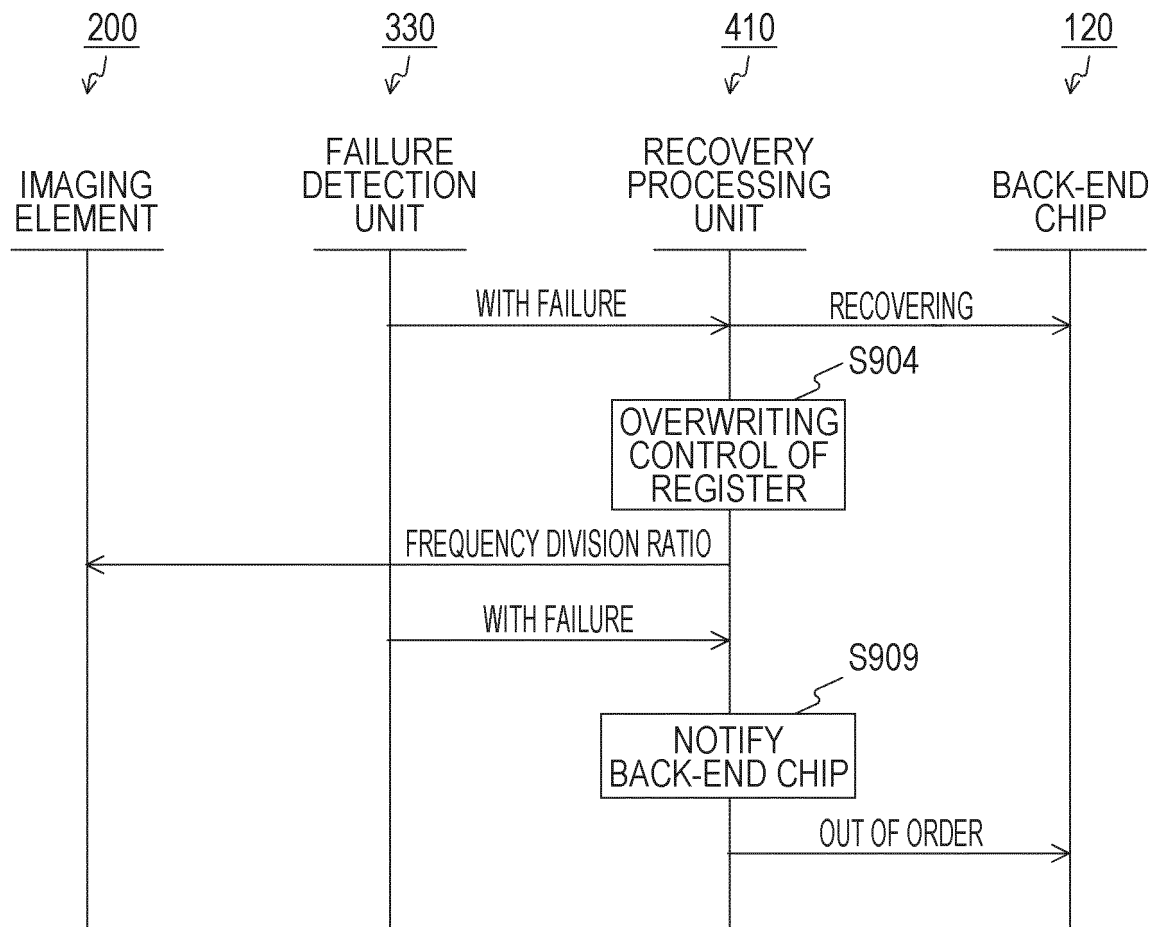 200
330
410
120
IMAGING
ELEMENT
FAILURE
DETECTION
UNIT
RECOVERY
PROCESSING
UNIT
BACK-END
CHIP
WITH FAILURE
RECOVERING
S904
OVERWRITING
CONTROL OF
REGISTER
FREQUENCY DIVISION RATIO
WITH FAILURE
S909
NOTIFY
BACK-END CHIP
OUT OF ORDER